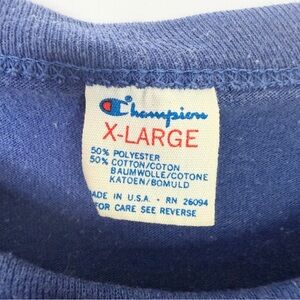 Champion
X-LARGE
50% POLYESTER
50% COTTON/COTON
BAUMWOLLE/COTONE
KATOEN/BOMULD
MADE IN U.S.A. • RN 26094
FOR CARE SEE REVERSE